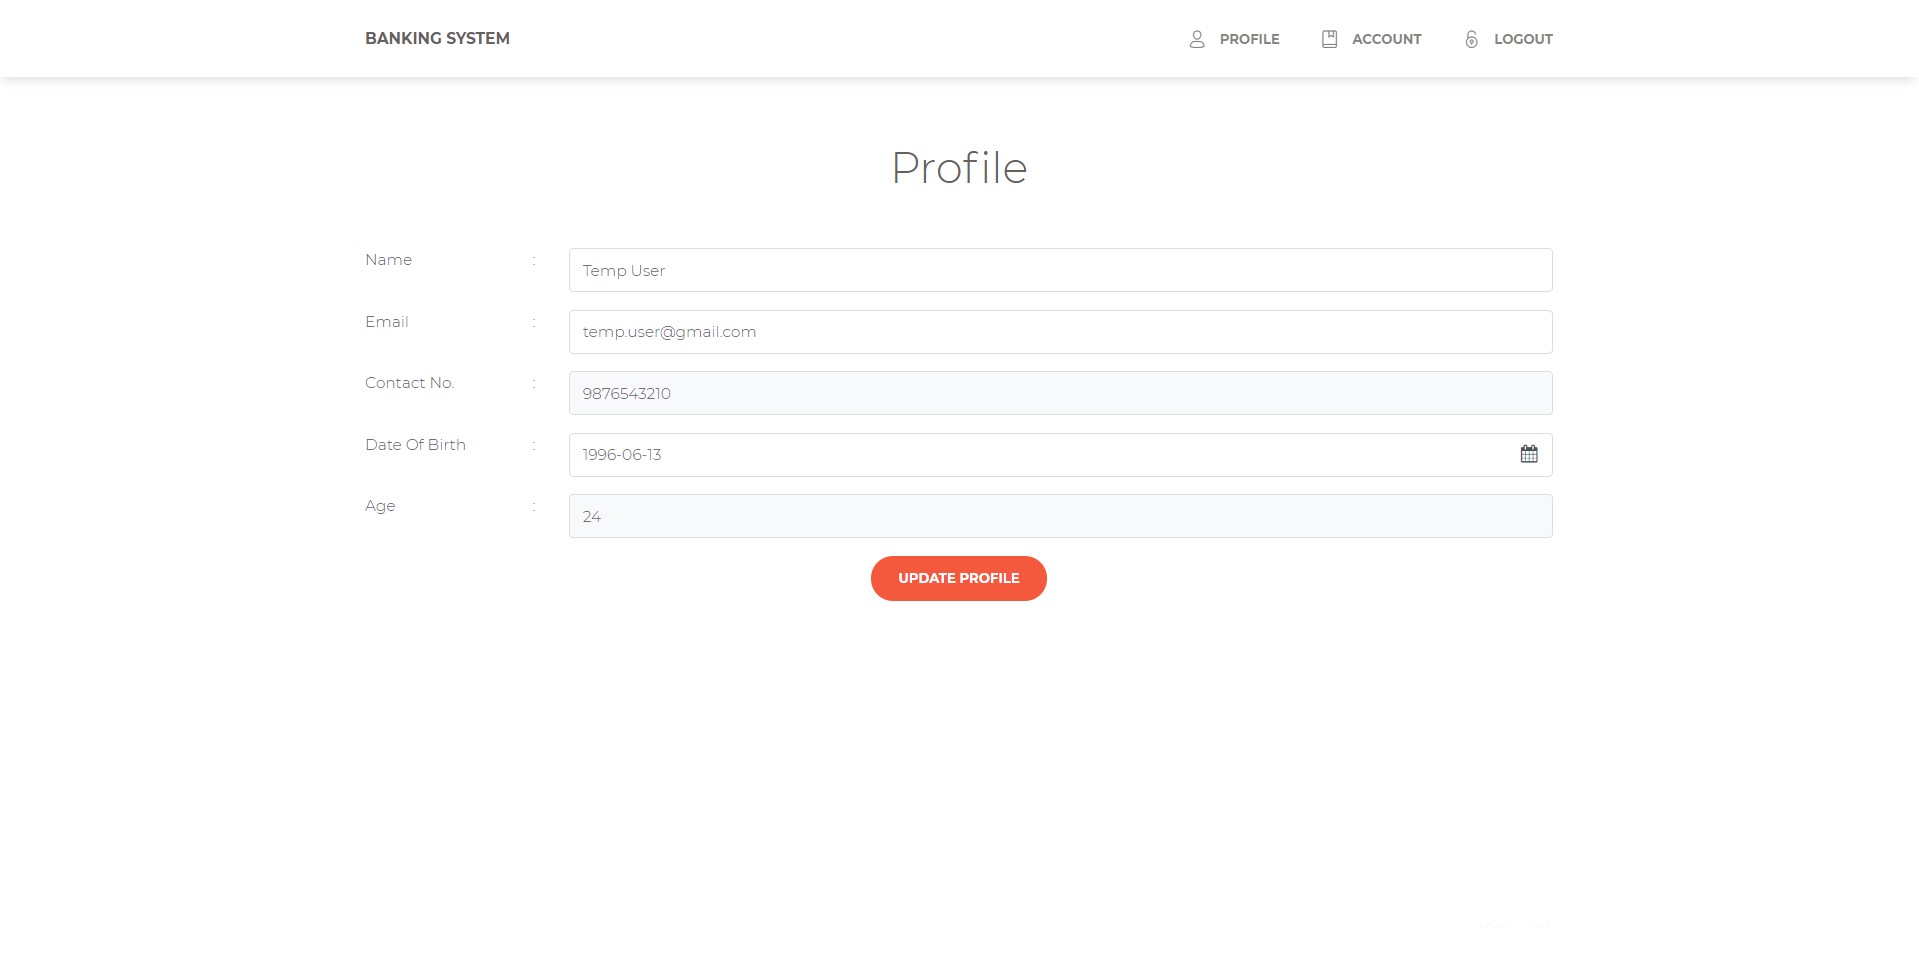 BANKING SYSTEM PROFILE ACCOUNT LOGOUT
Profile
Name : Temp User
Email : temp.user@gmail.com
Contact No. : 9876543210
Date Of Birth : 1996-06-13
Age : 24
UPDATE PROFILE